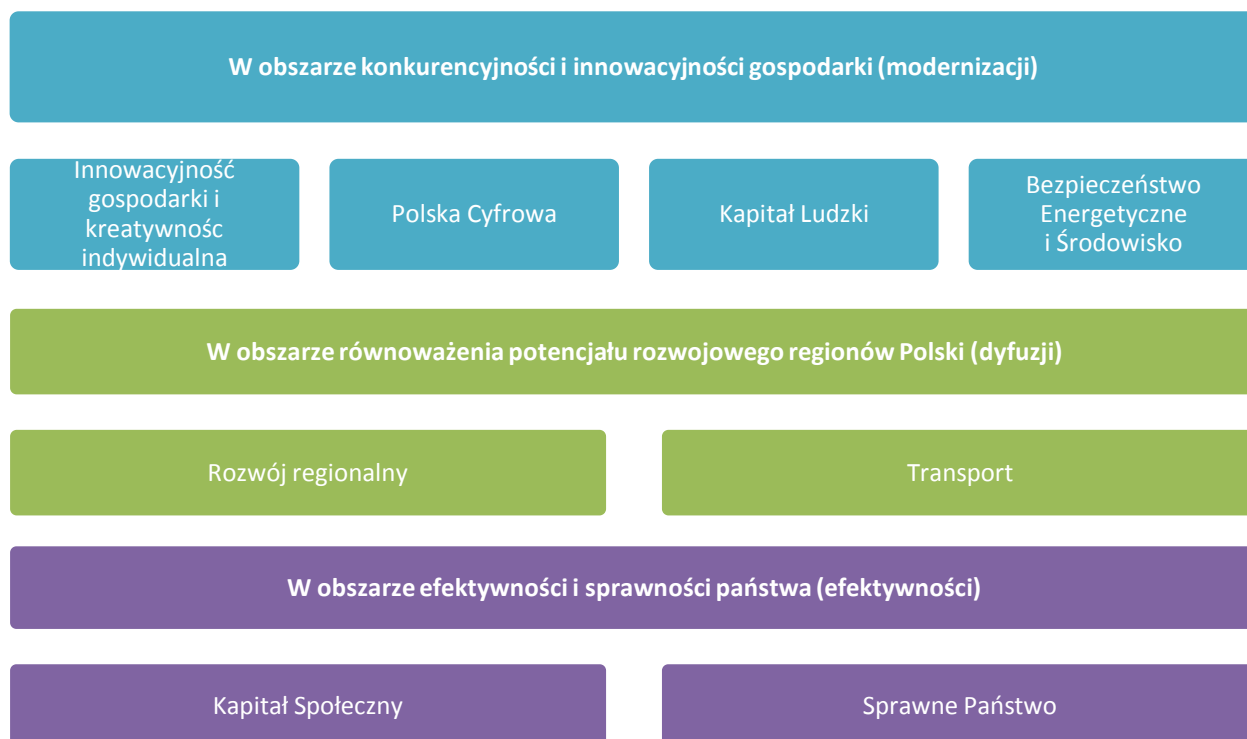 W obszarze konkurencyjności i innowacyjności gospodarki (modernizacji)
Innowacyjność
gospodarki i
kreatywnośc
indywidualna
Polska Cyfrowa
Kapitał Ludzki
Bezpieczeństwo
Energetyczne
i Środowisko
W obszarze równoważenia potencjału rozwojowego regionów Polski (dyfuzji)
Rozwój regionalny
Transport
W obszarze efektywności i sprawności państwa (efektywności)
Kapitał Społeczny
Sprawne Państwo